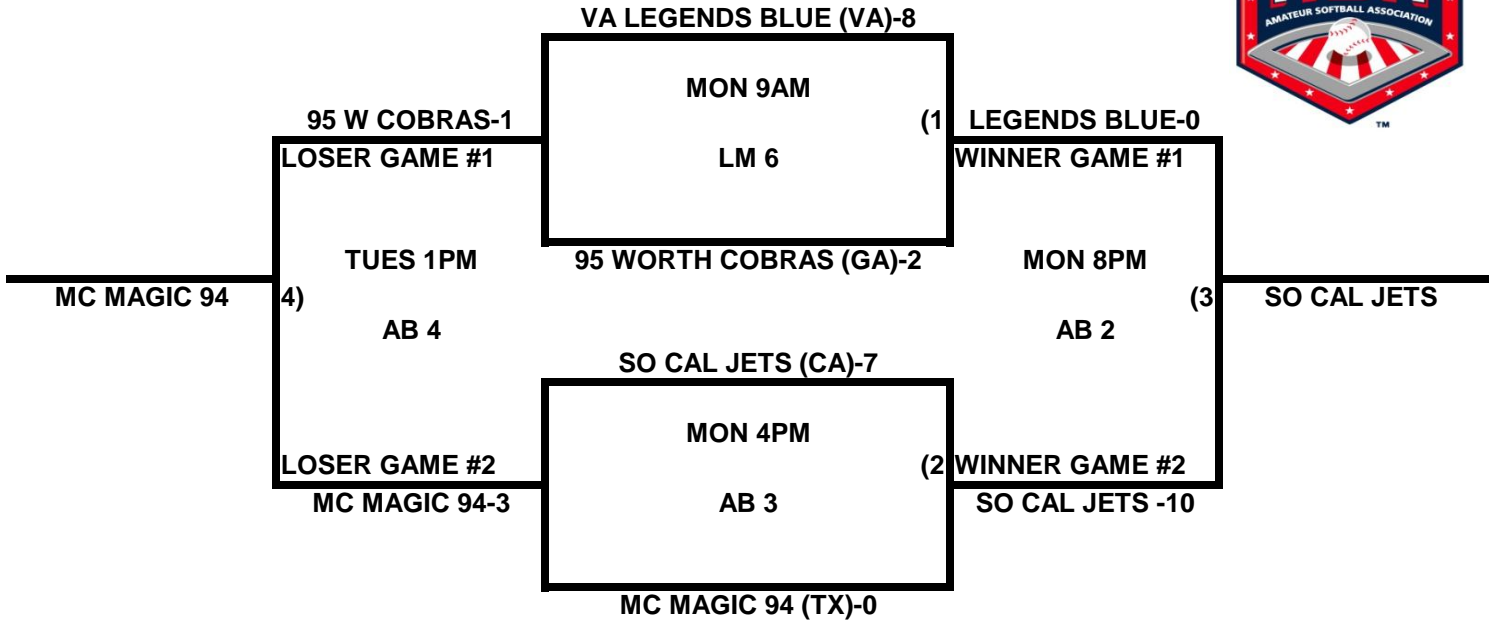 VA LEGENDS BLUE (VA)-8
AMATEUR SOFTBALL ASSOCIATION
TM
MON 9AM
95 W COBRAS-1
(1
LEGENDS BLUE-0
LOSER GAME #1
LM 6
WINNER GAME #1
TUES 1PM
95 WORTH COBRAS (GA)-2
MON 8PM
MC MAGIC 94
4)
(3
SO CAL JETS
AB 4
AB 2
SO CAL JETS (CA)-7
MON 4PM
LOSER GAME #2
(2
WINNER GAME #2
MC MAGIC 94-3
AB 3
SO CAL JETS -10
MC MAGIC 94 (TX)-0